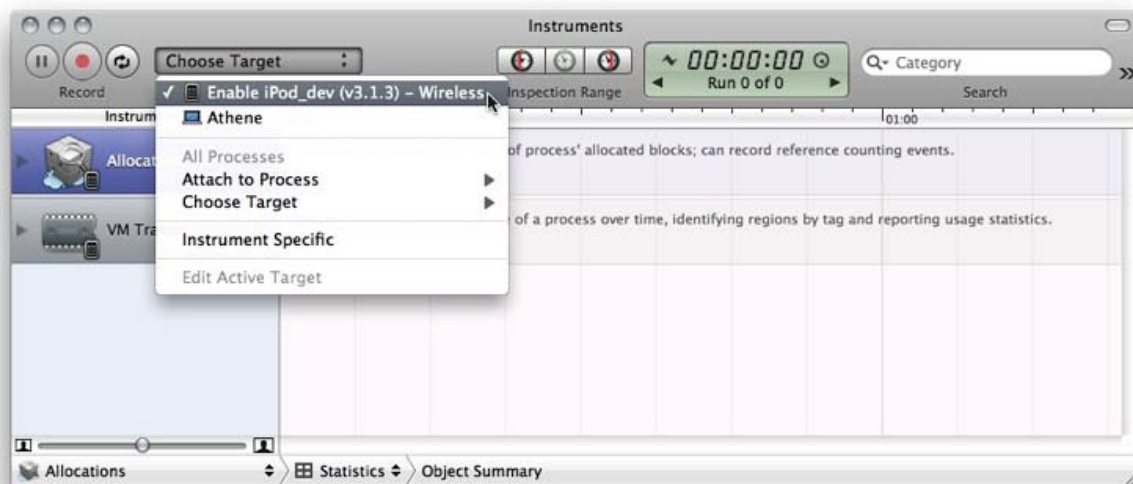 Instruments
Choose Target
00:00:00
Run 0 of 0
Category
Record
Inspection Range
Search
Enable iPod_dev (v3.1.3) – Wireless
Instrum
01:00
Athene
Allocat
of process' allocated blocks; can record reference counting events.
All Processes
Attach to Process
Choose Target
VM Tra
of a process over time, identifying regions by tag and reporting usage statistics.
Instrument Specific
Edit Active Target
Allocations
Statistics
Object Summary